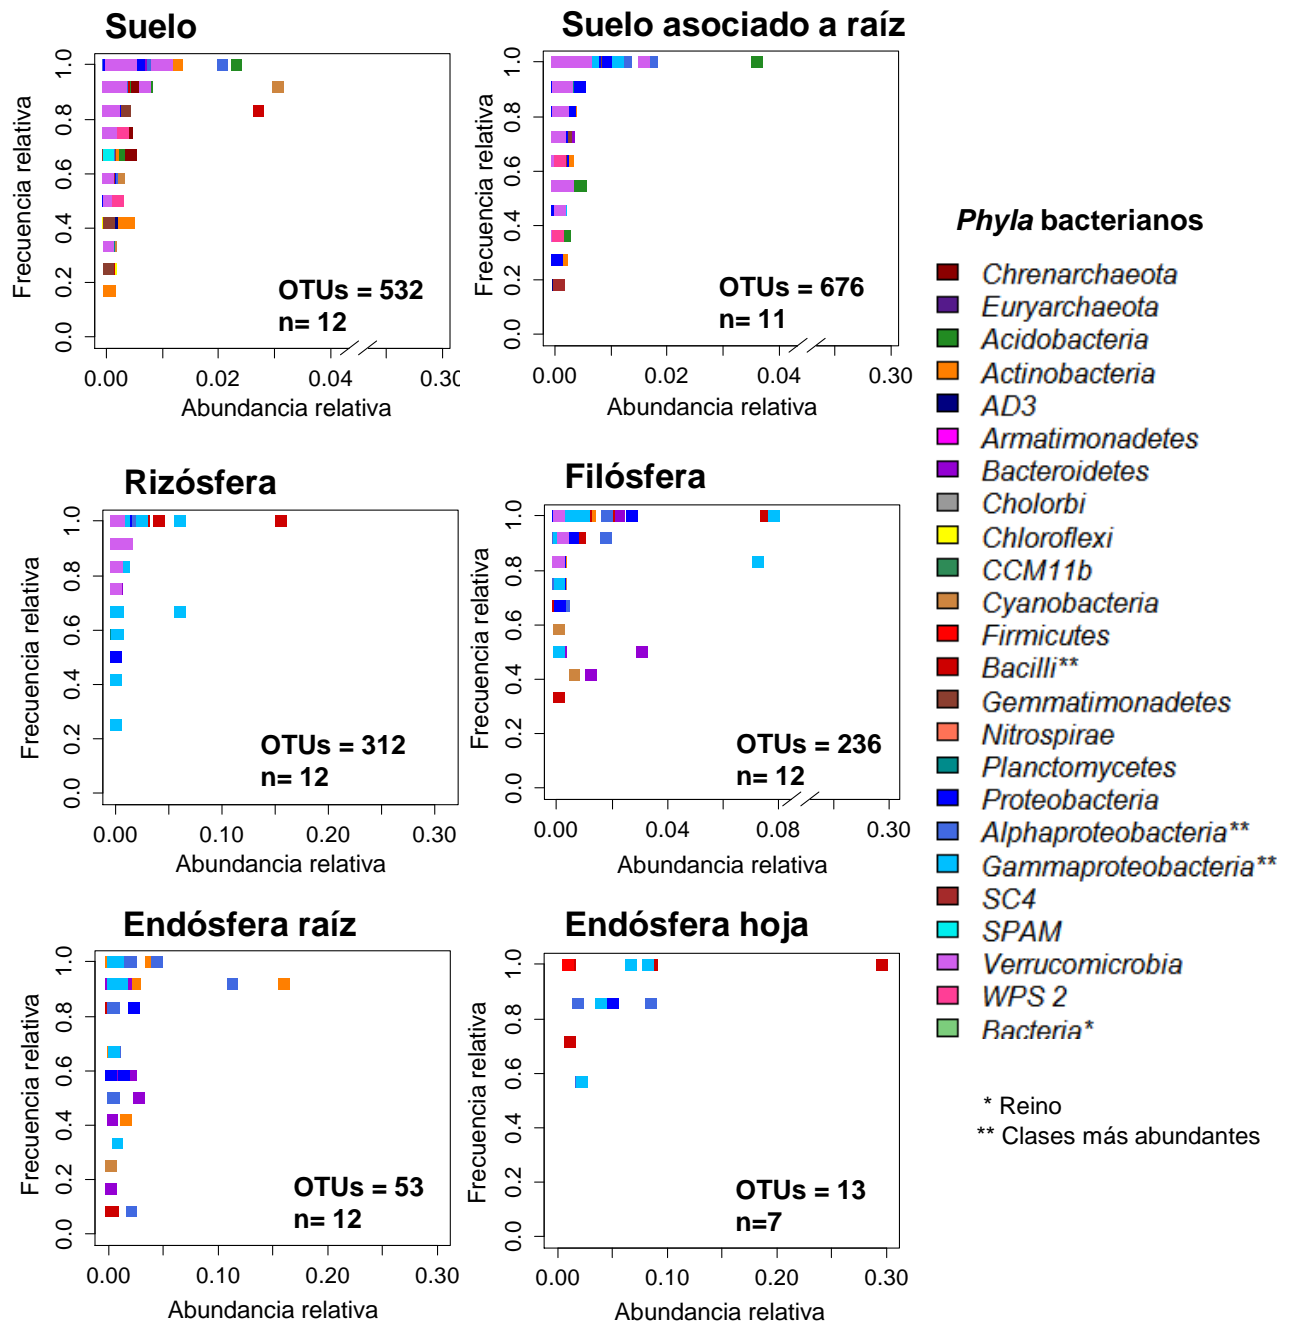 Suelo
Frecuencia relativa
1.0
0.8
0.6
0.4
0.2
0.0
OTUs = 532
n= 12
0.00 0.02 0.04 0.30
Abundancia relativa
Suelo asociado a raíz
Frecuencia relativa
1.0
0.8
0.6
0.4
0.2
0.0
OTUs = 676
n= 11
0.00 0.02 0.04 0.30
Abundancia relativa
Rizósfera
Frecuencia relativa
1.0
0.8
0.6
0.4
0.2
0.0
OTUs = 312
n= 12
0.00 0.10 0.20 0.30
Abundancia relativa
Filósfera
Frecuencia relativa
1.0
0.8
0.6
0.4
0.2
0.0
OTUs = 236
n= 12
0.00 0.04 0.08 0.30
Abundancia relativa
Endósfera raíz
Frecuencia relativa
1.0
0.8
0.6
0.4
0.2
0.0
OTUs = 53
n= 12
0.00 0.10 0.20 0.30
Abundancia relativa
Endósfera hoja
Frecuencia relativa
1.0
0.8
0.6
0.4
0.2
0.0
OTUs = 13
n=7
0.00 0.10 0.20 0.30
Abundancia relativa
Phyla bacterianos
Chrenarchaeota
Euryarchaeota
Acidobacteria
Actinobacteria
AD3
Armatimonadetes
Bacteroidetes
Cholorbi
Chloroflexi
CCM11b
Cyanobacteria
Firmicutes
Bacilli**
Gemmatimonadetes
Nitrospirae
Planctomycetes
Proteobacteria
Alphaproteobacteria**
Gammaproteobacteria**
SC4
SPAM
Verrucomicrobia
WPS 2
Bacteria*
* Reino
** Clases más abundantes